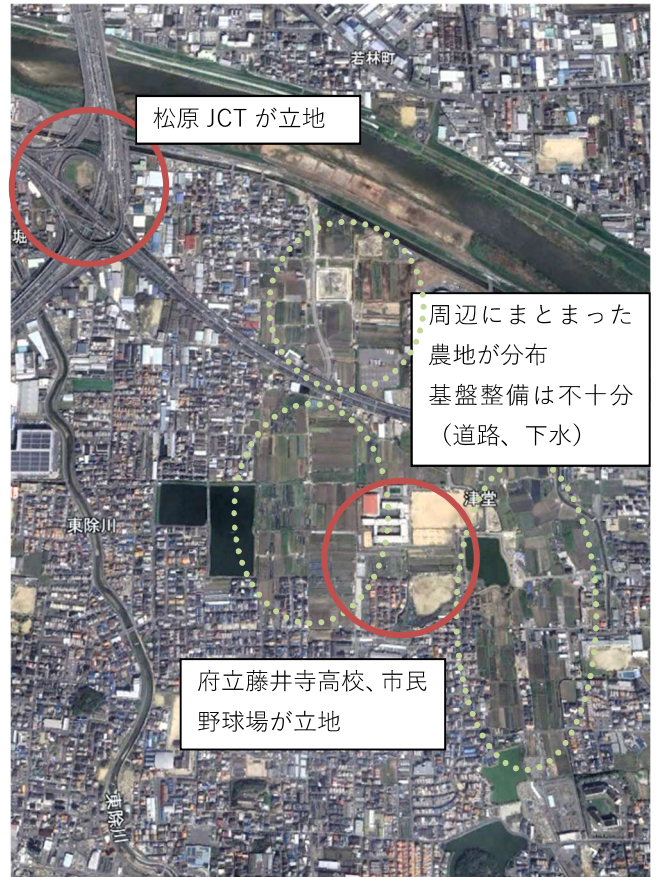 若林町
松原 JCT が立地
堀
周辺にまとまった
農地が分布
基盤整備は不十分
（道路、下水）
津堂
東除川
府立藤井寺高校、市民
野球場が立地
東除川